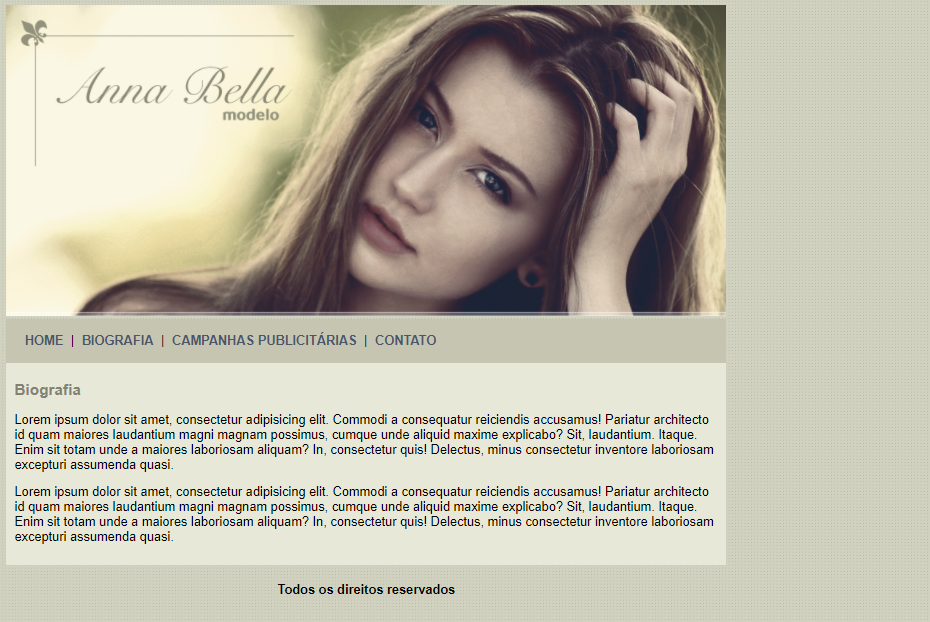 Anna Bella
modelo
HOME | BIOGRAFIA | CAMPANHAS PUBLICITÁRIAS | CONTATO
Biografia
Lorem ipsum dolor sit amet, consectetur adipisicing elit. Commodi a consequatur reiciendis accusamus! Pariatur architecto
id quam maiores laudantium magni magnam possimus, cumque unde aliquid maxime explicabo? Sit, laudantium. Itaque.
Enim sit totam unde a maiores laboriosam aliquam? In, consectetur quis! Delectus, minus consectetur inventore laboriosam
excepturi assumenda quasi.
Lorem ipsum dolor sit amet, consectetur adipisicing elit. Commodi a consequatur reiciendis accusamus! Pariatur architecto
id quam maiores laudantium magni magnam possimus, cumque unde aliquid maxime explicabo? Sit, laudantium. Itaque.
Enim sit totam unde a maiores laboriosam aliquam? In, consectetur quis! Delectus, minus consectetur inventore laboriosam
excepturi assumenda quasi.
Todos os direitos reservados